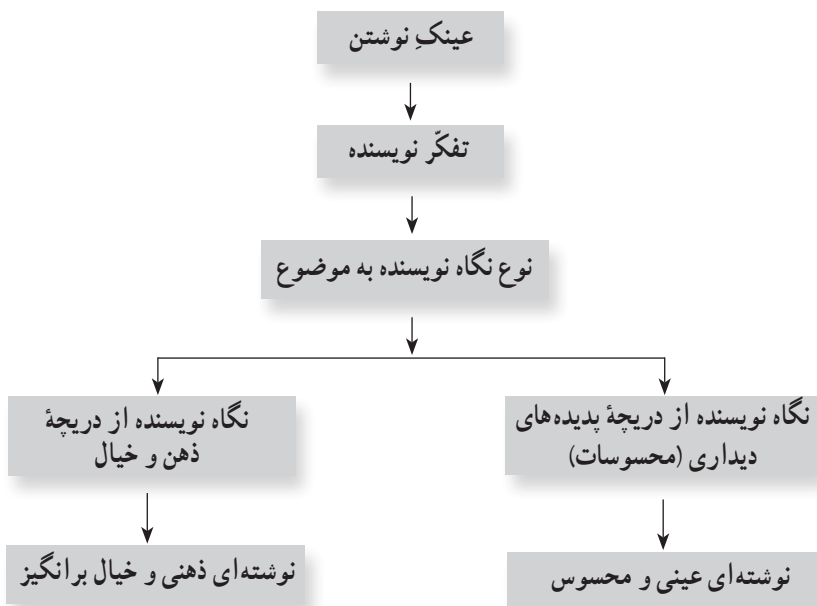 عینکِ نوشتن
تفکّر نویسنده
نوع نگاه نویسنده به موضوع
نگاه نویسنده از دریچهٔ پدیده‌های
دیداری (محسوسات)
نگاه نویسنده از دریچهٔ
ذهن و خیال
نوشته‌ای عینی و محسوس
نوشته‌ای ذهنی و خیال برانگیز